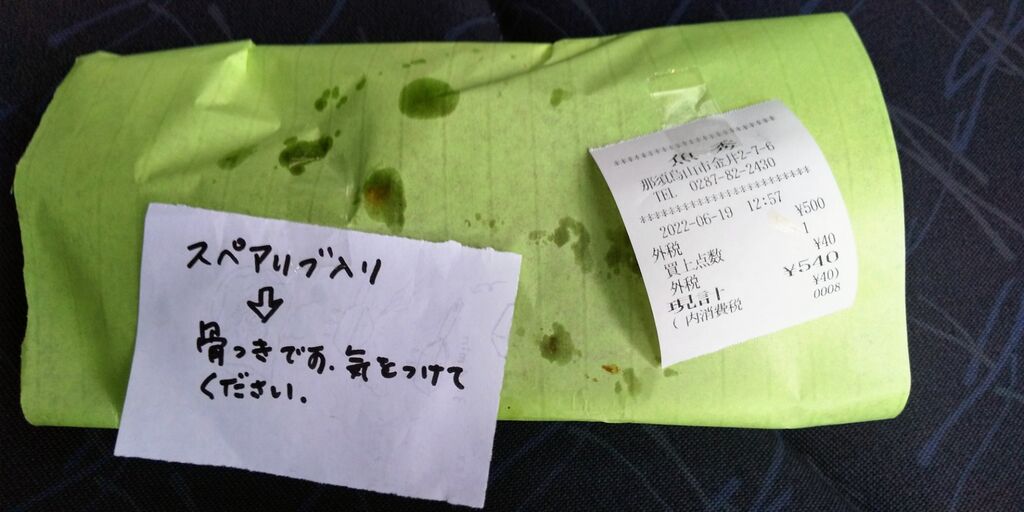 スペアリブ入り
⇩
骨つきです.気をつけて
ください.
************************
魚秀
那須烏山市金井2-7-6
TEL 0287-82-2430
************************
2022-06-19 12:57
外税 ¥500
買上点数 1
外税 ¥40
現計 ¥540
(内消費税 ¥40)
0008